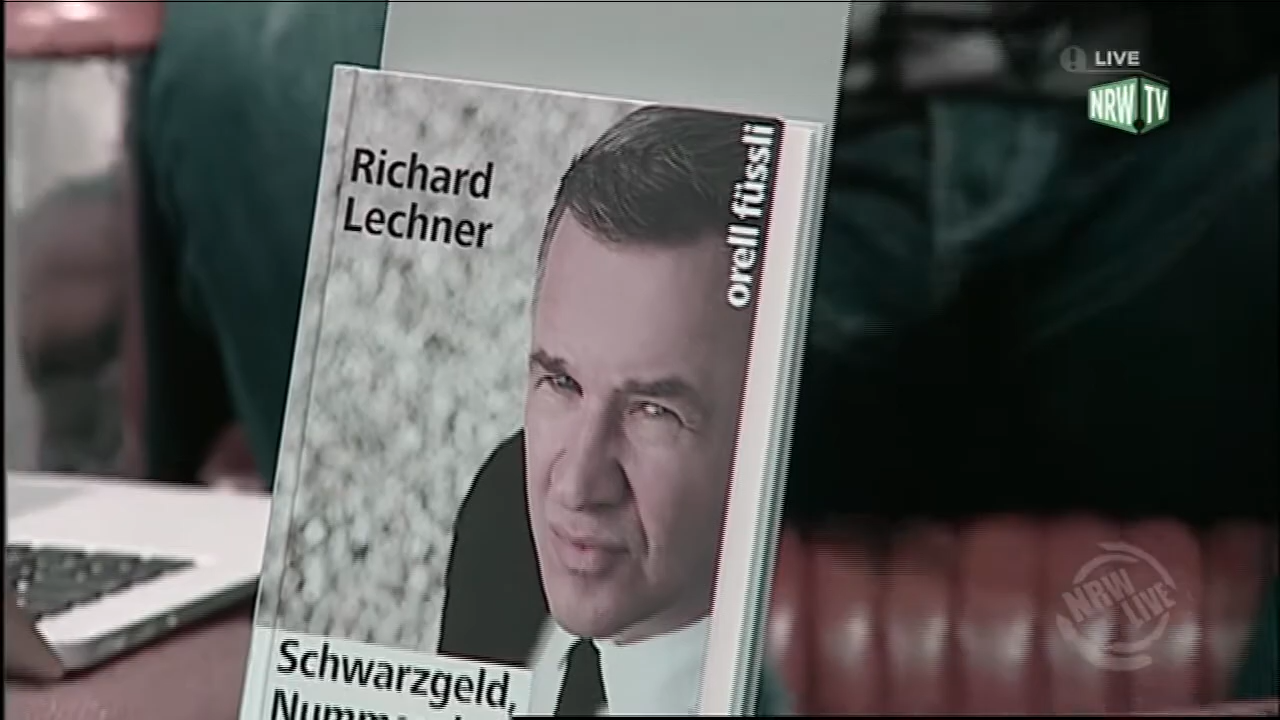 LIVE
NRW TV
Richard
Lechner
orell füssli
Schwarzgeld,
NRW
LIVE